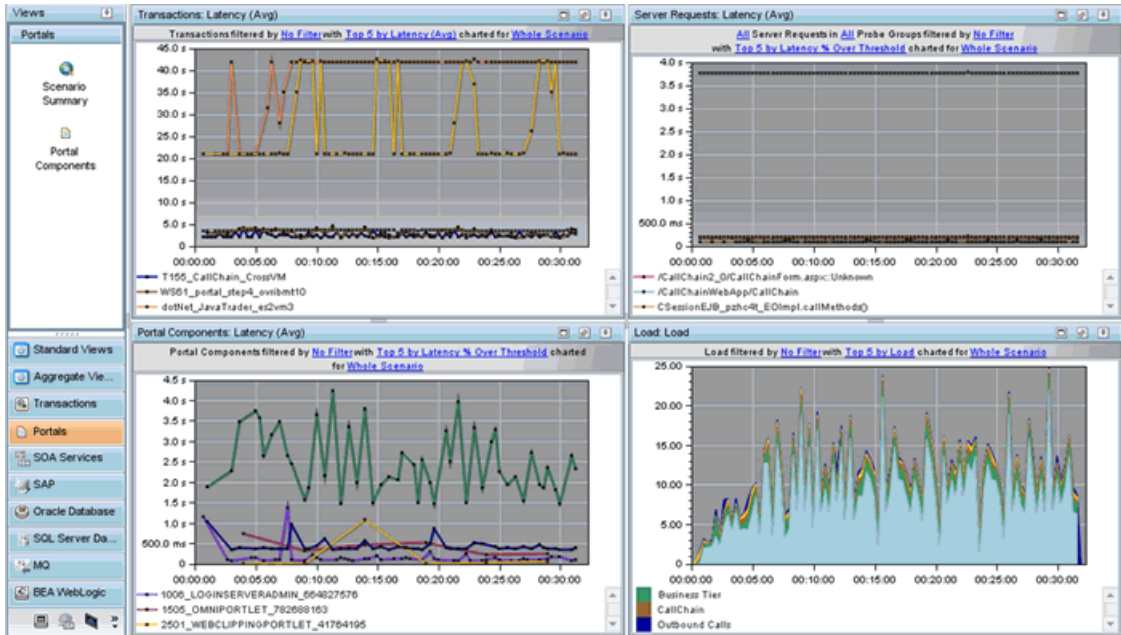 Views
Portals
Scenario
Summary
Portal
Components
Standard Views
Aggregate Vie...
Transactions
Portals
SOA Services
SAP
Oracle Database
SQL Server Da...
MQ
BEA WebLogic
Transactions: Latency (Avg)
Transactions filtered by No Filter with Top 5 by Latency (Avg) charted for Whole Scenario
45.0 s
40.0 s
35.0 s
30.0 s
25.0 s
20.0 s
15.0 s
10.0 s
5.0 s
0
00:00:00 00:05:00 00:10:00 00:15:00 00:20:00 00:25:00 00:30:00
T155_CallChain_CrossVM
WS61_portal_step4_ovribmt10
dotNet_JavaTrader_es2vm3
Server Requests: Latency (Avg)
All Server Requests in All Probe Groups filtered by No Filter
with Top 5 by Latency % Over Threshold charted for Whole Scenario
4.0 s
3.5 s
3.0 s
2.5 s
2.0 s
1.5 s
1.0 s
500.0 ms
0
00:00:00 00:05:00 00:10:00 00:15:00 00:20:00 00:25:00 00:30:00
/CallChain2_0/CallChainForm.aspx::Unknown
/CallChainWebApp/CallChain
CSessionEJB_pzhc4t_EOImpl.callMethods()
Portal Components: Latency (Avg)
Portal Components filtered by No Filter with Top 5 by Latency % Over Threshold charted
for Whole Scenario
4.5 s
4.0 s
3.5 s
3.0 s
2.5 s
2.0 s
1.5 s
1.0 s
500.0 ms
0
00:00:00 00:05:00 00:10:00 00:15:00 00:20:00 00:25:00 00:30:00
1006_LOGINSERVERADMIN_664827576
1505_OMNIPORTLET_782688163
2501_WEBCLIPPINGPORTLET_41764195
Load: Load
Load filtered by No Filter with Top 5 by Load charted for Whole Scenario
25.00
20.00
15.00
10.00
5.00
0
00:00:00 00:05:00 00:10:00 00:15:00 00:20:00 00:25:00 00:30:00
Business Tier
CallChain
Outbound Calls